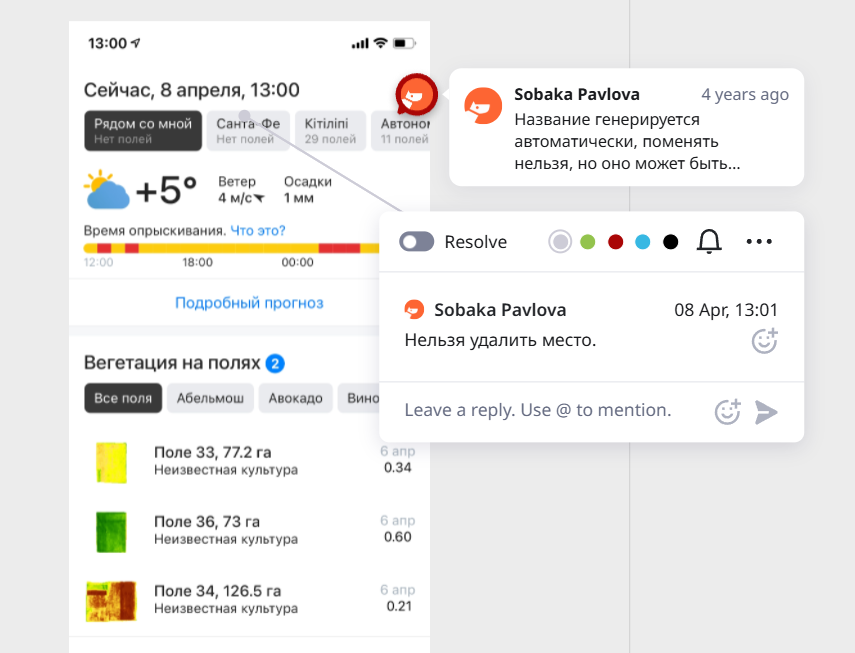 13:00
Сейчас, 8 апреля, 13:00
Рядом со мной
Нет полей
Санта Фе
Нет полей
Кітіліпі
29 полей
Автоном
11 полей
+5°
Ветер
4 м/с
Осадки
1 мм
Время опрыскивания. Что это?
12:00 18:00 00:00
Подробный прогноз
Вегетация на полях 2
Все поля Абельмош Авокадо Вино
Поле 33, 77.2 га
Неизвестная культура
6 апр
0.34
Поле 36, 73 га
Неизвестная культура
6 апр
0.60
Поле 34, 126.5 га
Неизвестная культура
6 апр
0.21
Sobaka Pavlova 4 years ago
Название генерируется
автоматически, поменять
нельзя, но оно может быть...
Resolve
Sobaka Pavlova 08 Apr, 13:01
Нельзя удалить место.
Leave a reply. Use @ to mention.